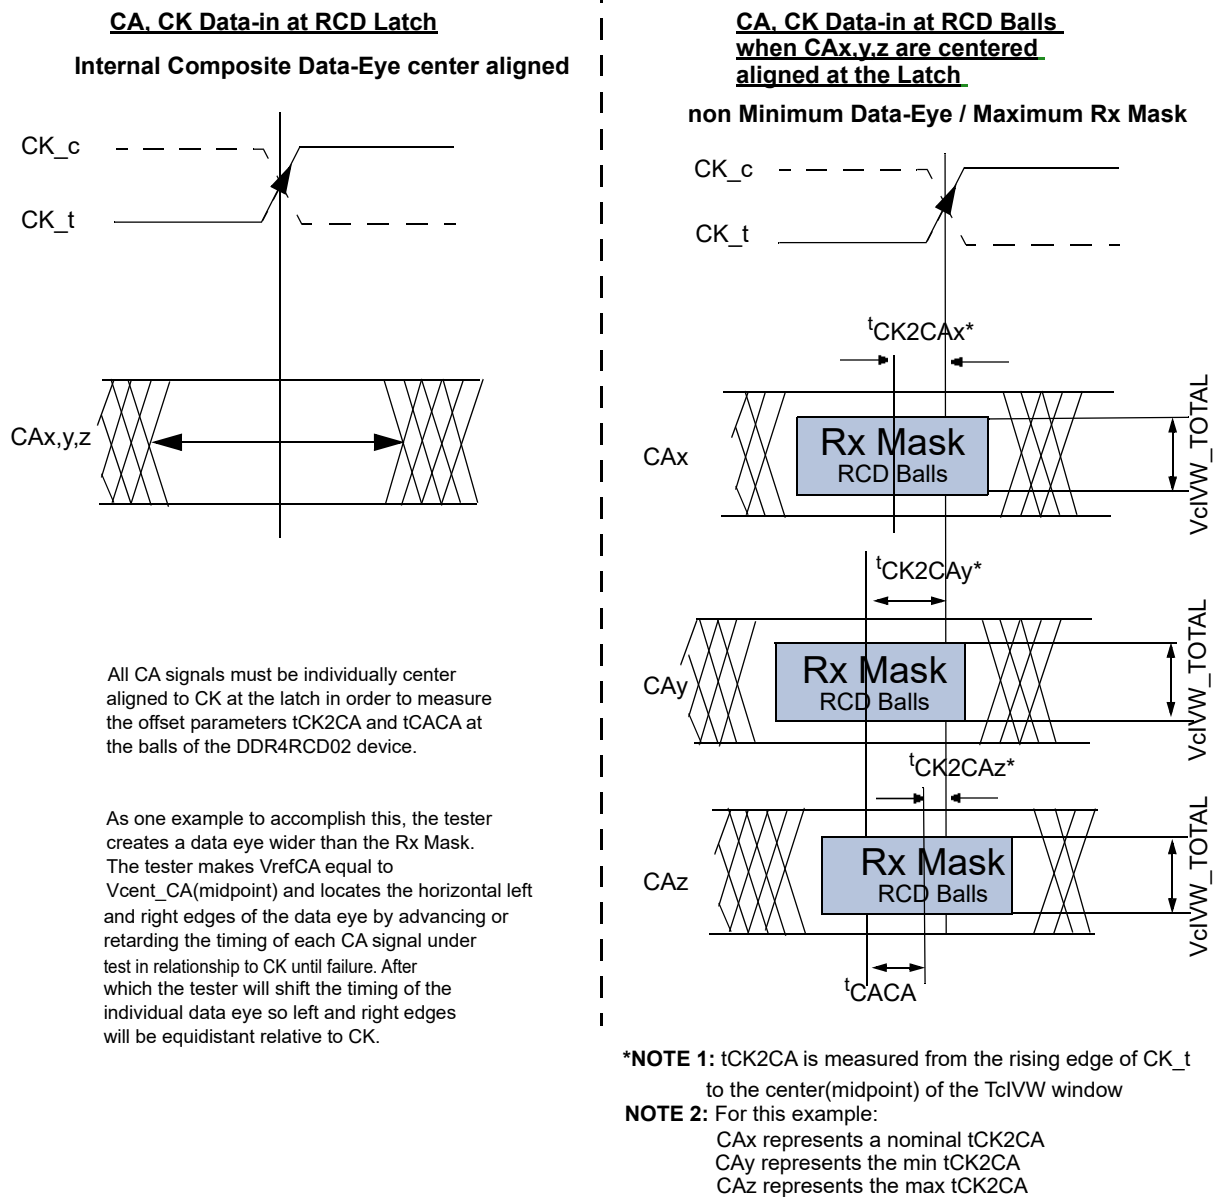 CA, CK Data-in at RCD Latch
Internal Composite Data-Eye center aligned
CK_c
CK_t
CAx,y,z
All CA signals must be individually center
aligned to CK at the latch in order to measure
the offset parameters tCK2CA and tCACA at
the balls of the DDR4RCD02 device.
As one example to accomplish this, the tester
creates a data eye wider than the Rx Mask.
The tester makes VrefCA equal to
Vcent_CA(midpoint) and locates the horizontal left
and right edges of the data eye by advancing or
retarding the timing of each CA signal under
test in relationship to CK until failure. After
which the tester will shift the timing of the
individual data eye so left and right edges
will be equidistant relative to CK.
CA, CK Data-in at RCD Balls
when CAx,y,z are centered
aligned at the Latch
non Minimum Data-Eye / Maximum Rx Mask
CK_c
CK_t
tCK2CAx*
CAx
Rx Mask
RCD Balls
VcIVW_TOTAL
tCK2CAy*
CAy
Rx Mask
RCD Balls
VcIVW_TOTAL
tCK2CAz*
CAz
Rx Mask
RCD Balls
VcIVW_TOTAL
tCACA
*NOTE 1: tCK2CA is measured from the rising edge of CK_t
to the center(midpoint) of the TcIVW window
NOTE 2: For this example:
CAx represents a nominal tCK2CA
CAy represents the min tCK2CA
CAz represents the max tCK2CA